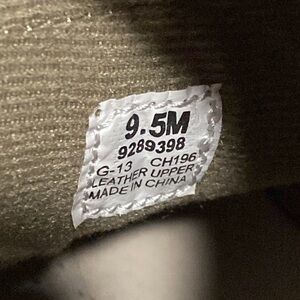 9.5M
9289398
G-13 CH196
LEATHER UPPER
MADE IN CHINA